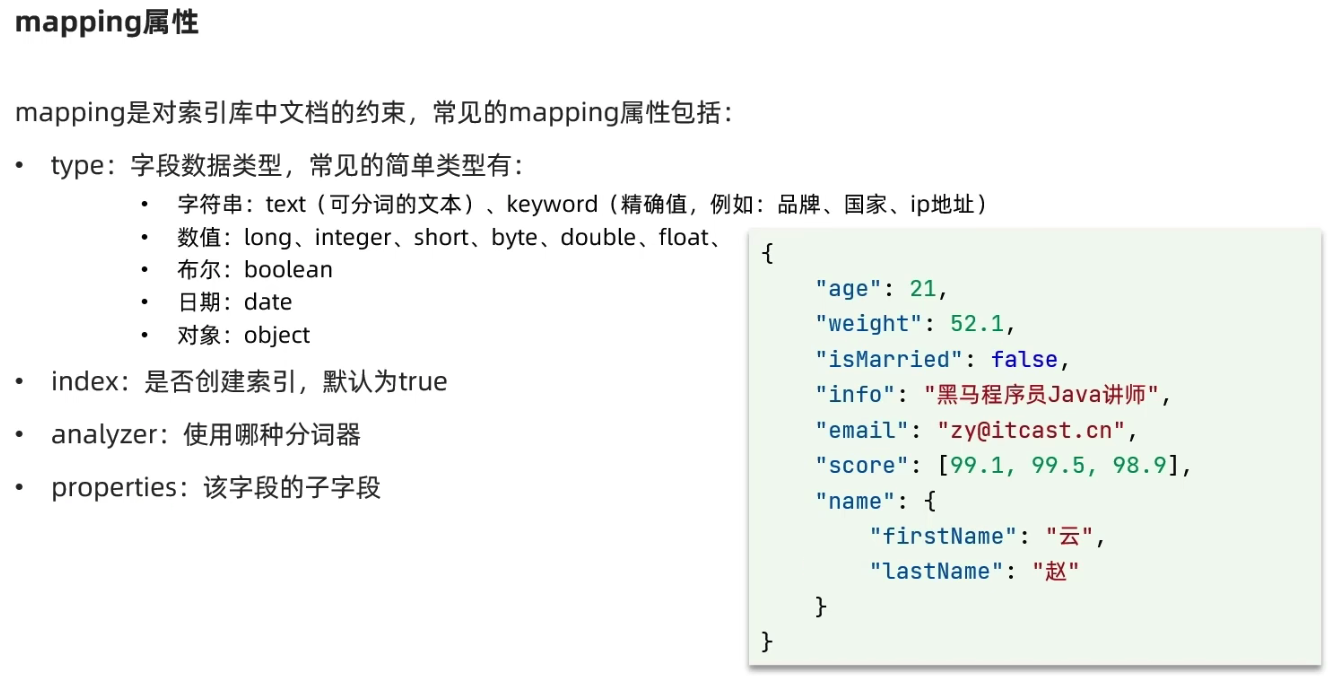 mapping属性
mapping是对索引库中文档的约束，常见的mapping属性包括：
• type：字段数据类型，常见的简单类型有：
• 字符串：text（可分词的文本）、keyword（精确值，例如：品牌、国家、ip地址）
• 数值：long、integer、short、byte、double、float、
• 布尔：boolean
• 日期：date
• 对象：object
• index：是否创建索引，默认为true
• analyzer：使用哪种分词器
• properties：该字段的子字段
{
    "age": 21,
    "weight": 52.1,
    "isMarried": false,
    "info": "黑马程序员Java讲师",
    "email": "zy@itcast.cn",
    "score": [99.1, 99.5, 98.9],
    "name": {
        "firstName": "云",
        "lastName": "赵"
    }
}